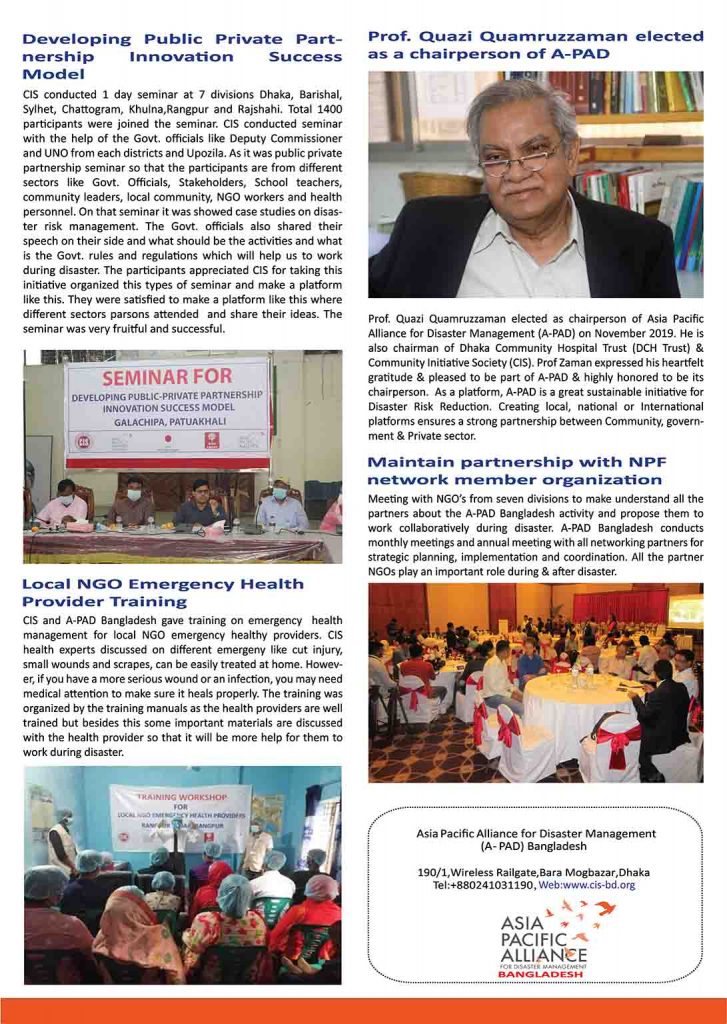 Developing Public Private Part-
nership Innovation Success
Model
CIS conducted 1 day seminar at 7 divisions Dhaka, Barishal,
Sylhet, Chattogram, Khulna,Rangpur and Rajshahi. Total 1400
participants were joined the seminar. CIS conducted seminar
with the help of the Govt. officials like Deputy Commissioner
and UNO from each districts and Upozila. As it was public private
partnership seminar so that the participants are from different
sectors like Govt. Officials, Stakeholders, School teachers,
community leaders, local community, NGO workers and health
personnel. On that seminar it was showed case studies on disas-
ter risk management. The Govt. officials also shared their
speech on their side and what should be the activities and what
is the Govt. rules and regulations which will help us to work
during disaster. The participants appreciated CIS for taking this
initiative organized this types of seminar and make a platform
like this. They were satisfied to make a platform like this where
different sectors parsons attended and share their ideas. The
seminar was very fruitful and successful.
SEMINAR FOR
DEVELOPING PUBLIC-PRIVATE PARTNERSHIP
INNOVATION SUCCESS MODEL
GALACHIPA, PATUAKHALI
CIS
Local NGO Emergency Health
Provider Training
CIS and A-PAD Bangladesh gave training on emergency health
management for local NGO emergency healthy providers. CIS
health experts discussed on different emergeny like cut injury,
small wounds and scrapes, can be easily treated at home. Howev-
er, if you have a more serious wound or an infection, you may need
medical attention to make sure it heals properly. The training was
organized by the training manuals as the health providers are well
trained but besides this some important materials are discussed
with the health provider so that it will be more help for them to
work during disaster.
TRAINING WORKSHOP
FOR
LOCAL NGO EMERGENCY HEALTH PROVIDERS
RANGPUR
Prof. Quazi Quamruzzaman elected
as a chairperson of A-PAD
Prof. Quazi Quamruzzaman elected as chairperson of Asia Pacific
Alliance for Disaster Management (A-PAD) on November 2019. He is
also chairman of Dhaka Community Hospital Trust (DCH Trust) &
Community Initiative Society (CIS). Prof Zaman expressed his heartfelt
gratitude & pleased to be part of A-PAD & highly honored to be its
chairperson. As a platform, A-PAD is a great sustainable initiative for
Disaster Risk Reduction. Creating local, national or International
platforms ensures a strong partnership between Community, govern-
ment & Private sector.
Maintain partnership with NPF
network member organization
Meeting with NGO's from seven divisions to make understand all the
partners about the A-PAD Bangladesh activity and propose them to
work collaboratively during disaster. A-PAD Bangladesh conducts
monthly meetings and annual meeting with all networking partners for
strategic planning, implementation and coordination. All the partner
NGOs play an important role during & after disaster.
Asia Pacific Alliance for Disaster Management
(A- PAD) Bangladesh
190/1,Wireless Railgate,Bara Mogbazar,Dhaka
Tel:+880241031190, Web:www.cis-bd.org
ASIA
PACIFIC
ALLIANCE
FOR DISASTER MANAGEMENT
BANGLADESH